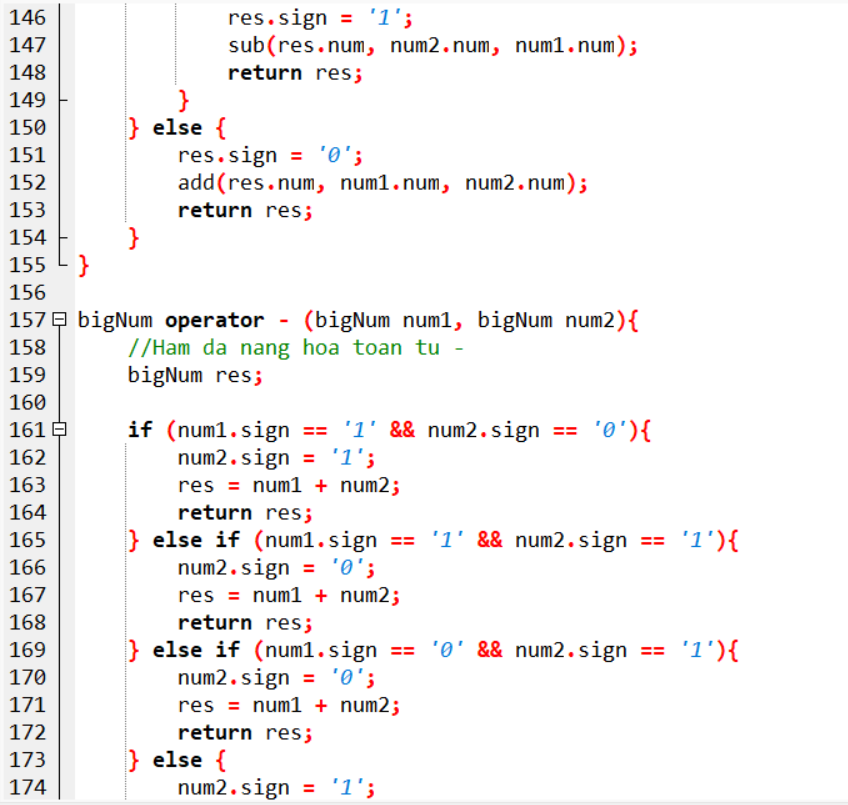 146 res.sign = '1';
147 sub(res.num, num2.num, num1.num);
148 return res;
149 }
150 } else {
151 res.sign = '0';
152 add(res.num, num1.num, num2.num);
153 return res;
154 }
155 }
156
157 bigNum operator - (bigNum num1, bigNum num2){
158 //Ham da nang hoa toan tu -
159 bigNum res;
160
161 if (num1.sign == '1' && num2.sign == '0'){
162 num2.sign = '1';
163 res = num1 + num2;
164 return res;
165 } else if (num1.sign == '1' && num2.sign == '1'){
166 num2.sign = '0';
167 res = num1 + num2;
168 return res;
169 } else if (num1.sign == '0' && num2.sign == '1'){
170 num2.sign = '0';
171 res = num1 + num2;
172 return res;
173 } else {
174 num2.sign = '1';